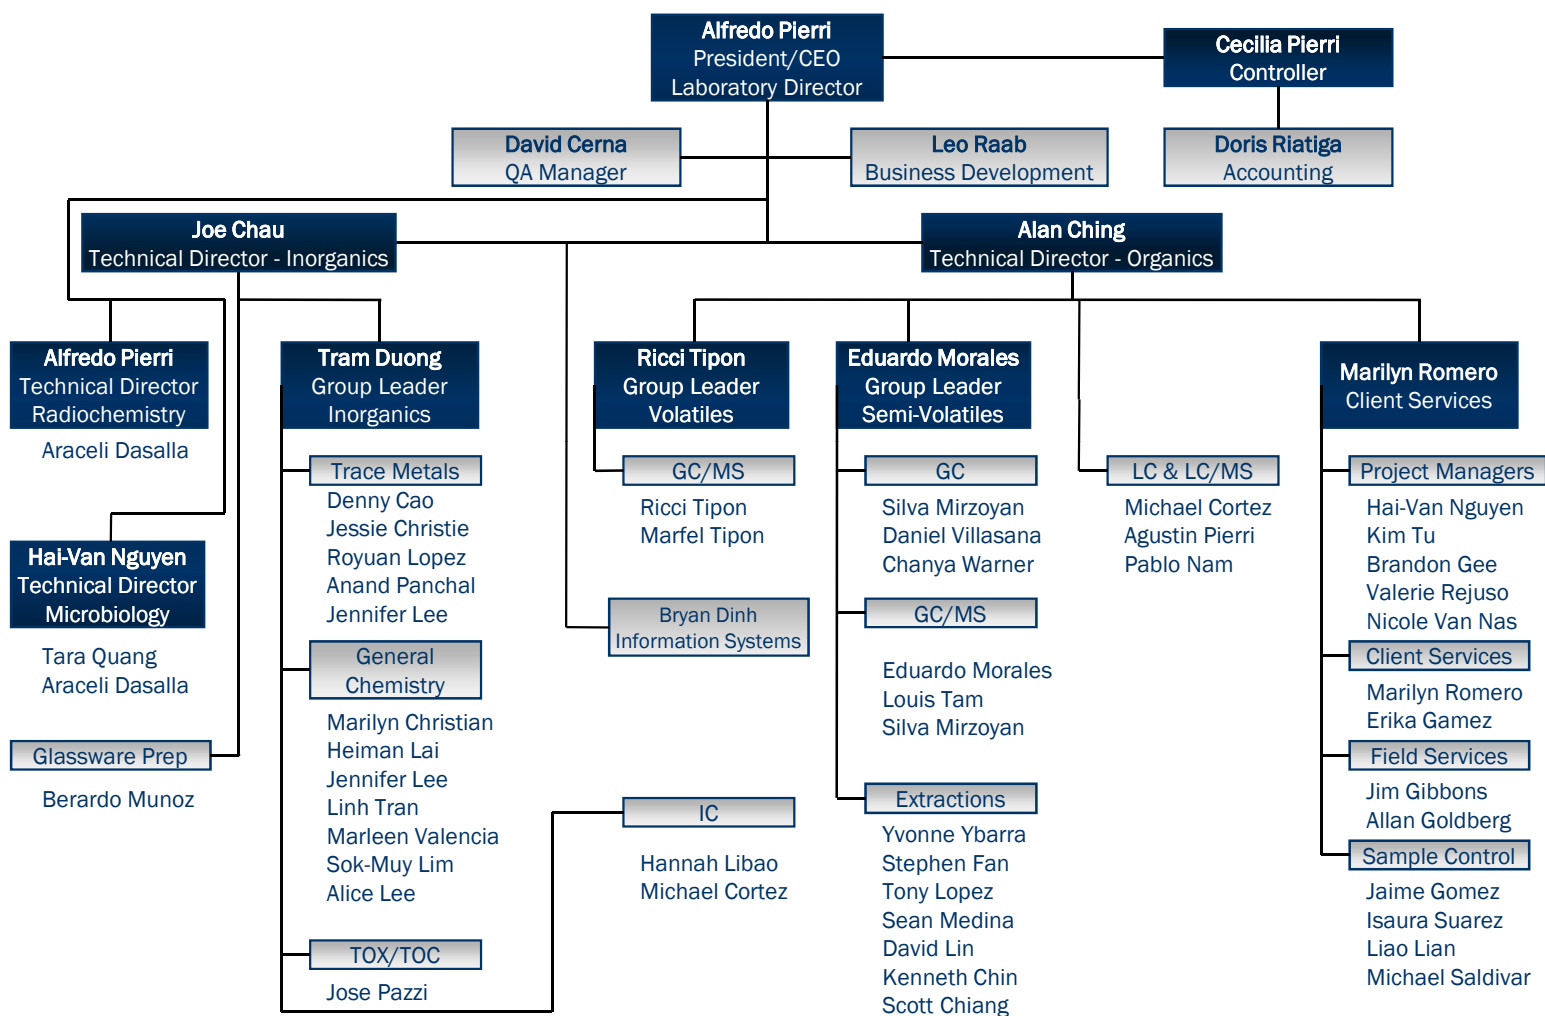 Alfredo Pierri
President/CEO
Laboratory Director
Cecilia Pierri
Controller
David Cerna
QA Manager
Leo Raab
Business Development
Doris Riatiga
Accounting
Joe Chau
Technical Director - Inorganics
Alan Ching
Technical Director - Organics
Alfredo Pierri
Technical Director
Radiochemistry
Araceli Dasalla
Hai-Van Nguyen
Technical Director
Microbiology
Tara Quang
Araceli Dasalla
Glassware Prep
Berardo Munoz
Tram Duong
Group Leader
Inorganics
Trace Metals
Denny Cao
Jessie Christie
Royuan Lopez
Anand Panchal
Jennifer Lee
General
Chemistry
Marilyn Christian
Heiman Lai
Jennifer Lee
Linh Tran
Marleen Valencia
Sok-Muy Lim
Alice Lee
TOX/TOC
Jose Pazzi
Ricci Tipon
Group Leader
Volatiles
GC/MS
Ricci Tipon
Marfel Tipon
Bryan Dinh
Information Systems
IC
Hannah Libao
Michael Cortez
Eduardo Morales
Group Leader
Semi-Volatiles
GC
Silva Mirzoyan
Daniel Villasana
Chanya Warner
GC/MS
Eduardo Morales
Louis Tam
Silva Mirzoyan
Extractions
Yvonne Ybarra
Stephen Fan
Tony Lopez
Sean Medina
David Lin
Kenneth Chin
Scott Chiang
LC & LC/MS
Michael Cortez
Agustin Pierri
Pablo Nam
Marilyn Romero
Client Services
Project Managers
Hai-Van Nguyen
Kim Tu
Brandon Gee
Valerie Rejuso
Nicole Van Nas
Client Services
Marilyn Romero
Erika Gamez
Field Services
Jim Gibbons
Allan Goldberg
Sample Control
Jaime Gomez
Isaura Suarez
Liao Lian
Michael Saldivar